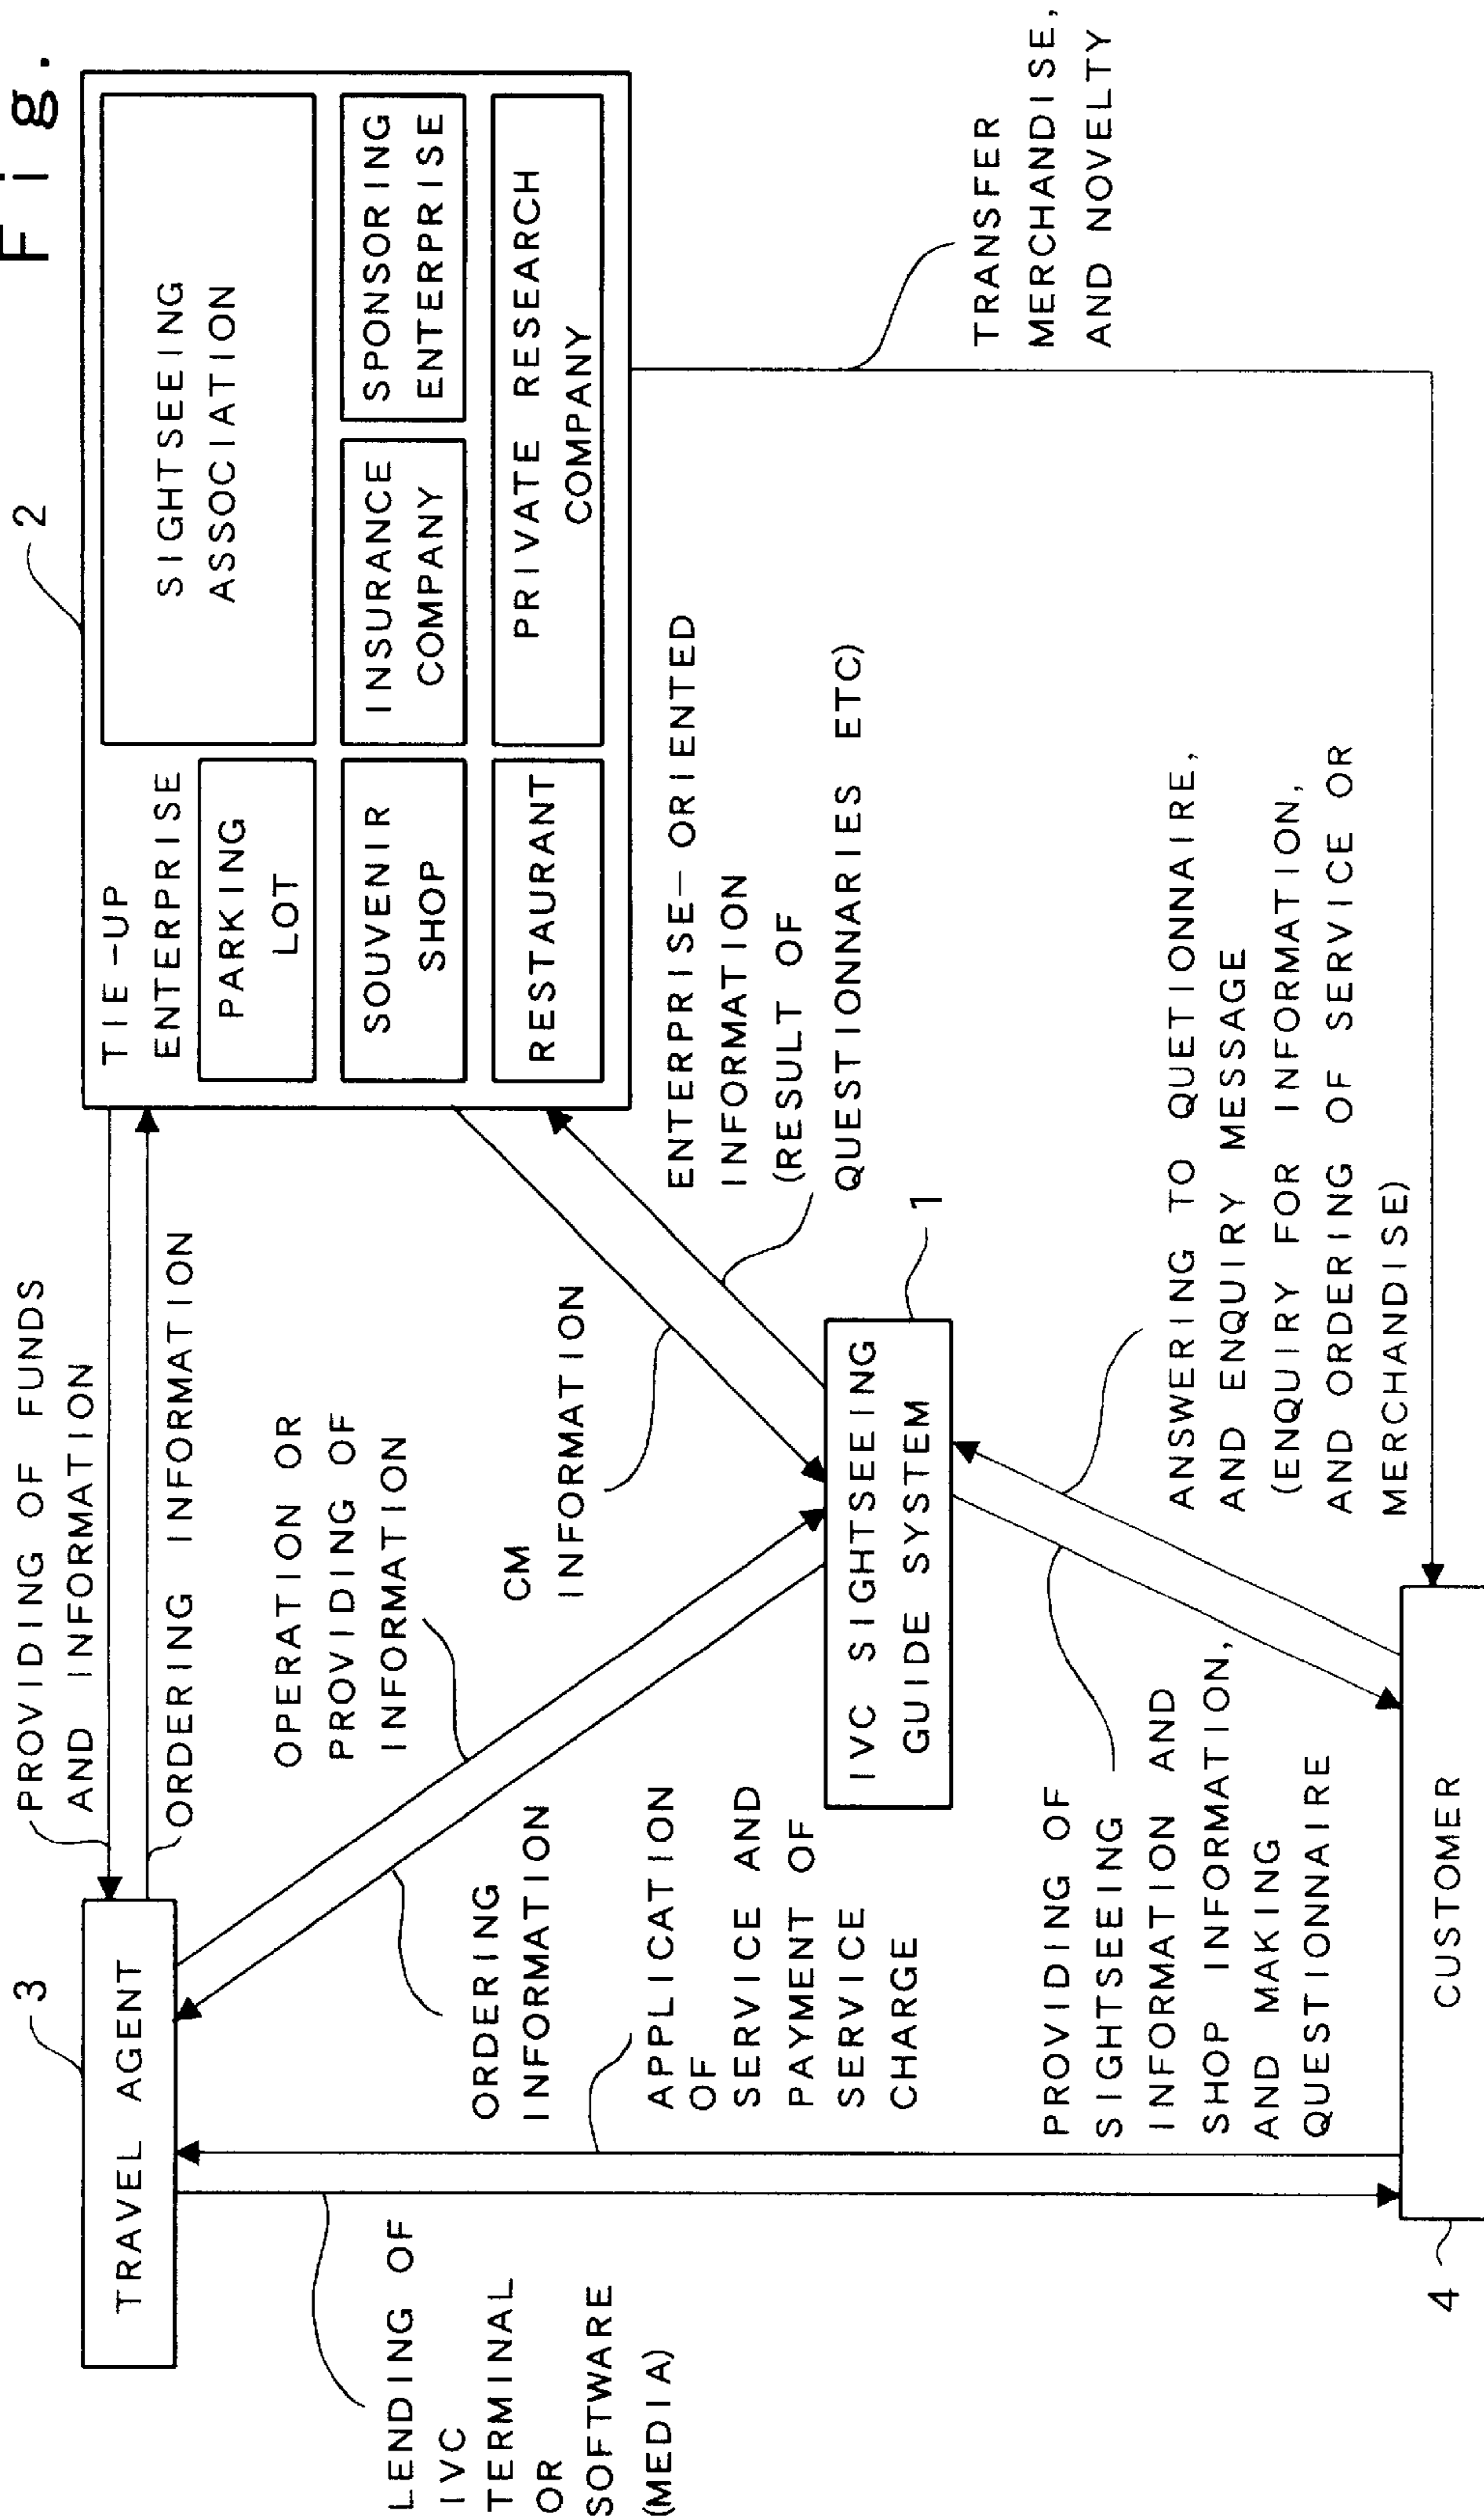 Fig.
2
TIE-UP
ENTERPRISE
SIGHTSEEING
ASSOCIATION
PARKING
LOT
SOUVENIR
SHOP
INSURANCE
COMPANY
SPONSORING
ENTERPRISE
RESTAURANT
PRIVATE RESEARCH
COMPANY
PROVIDING OF FUNDS
AND INFORMATION
ORDERING INFORMATION
3
TRAVEL AGENT
OPERATION OR
PROVIDING OF
INFORMATION
CM
INFORMATION
ENTERPRISE-ORIENTED
INFORMATION
(RESULT OF
QUESTIONNARIES ETC)
TRANSFER
MERCHANDISE,
AND NOVELTY
LENDING OF
IVC
TERMINAL
OR
SOFTWARE
(MEDIA)
ORDERING
INFORMATION
APPLICATION
OF
SERVICE AND
PAYMENT OF
SERVICE
CHARGE
1
IVC SIGHTSEEING
GUIDE SYSTEM
PROVIDING OF
SIGHTSEEING
INFORMATION AND
SHOP INFORMATION,
AND MAKING
QUESTIONNAIRE
ANSWERING TO QUETIONNAIRE,
AND ENQUIRY MESSAGE
(ENQUIRY FOR INFORMATION,
AND ORDERING OF SERVICE OR
MERCHANDISE)
4
CUSTOMER